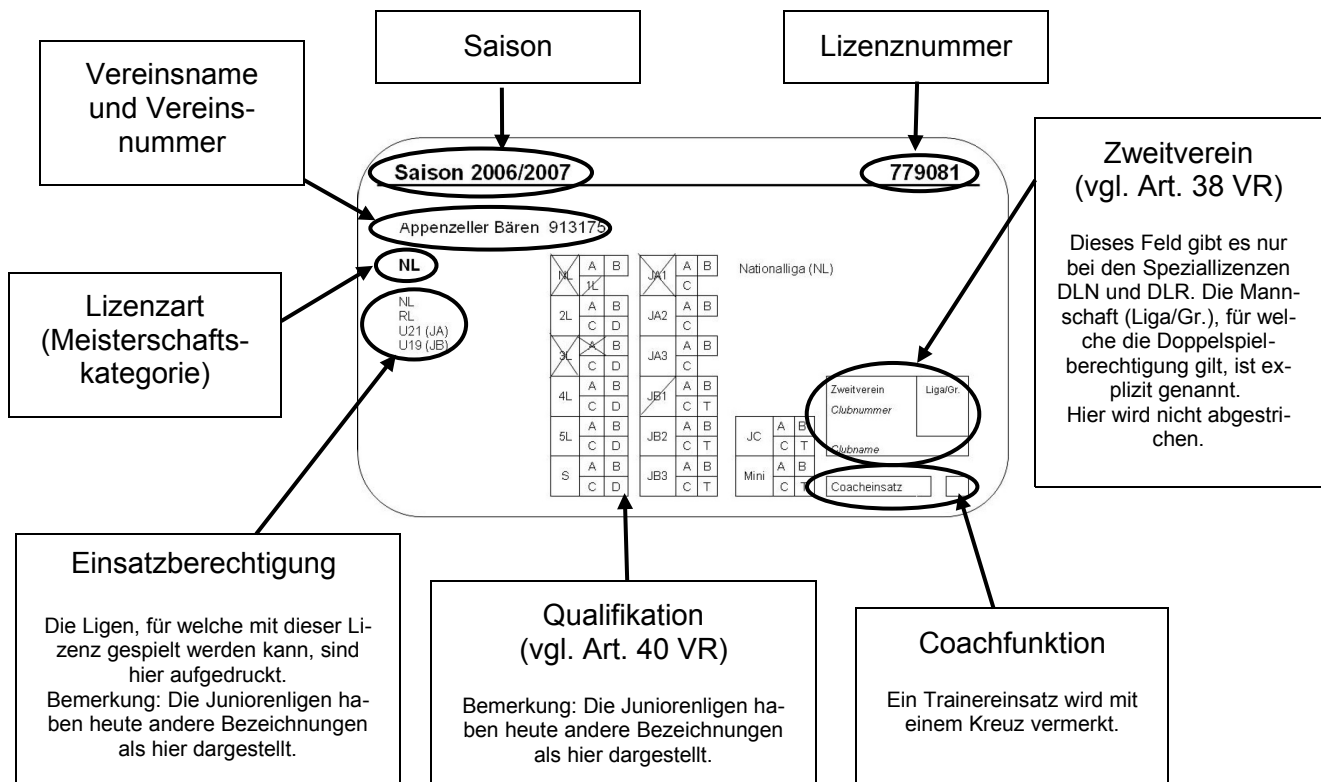 Saison
Lizenznummer
Vereinsname
und Vereins-
nummer
Zweitverein
(vgl. Art. 38 VR)
Dieses Feld gibt es nur
bei den Speziallizenzen
DLN und DLR. Die Mann-
schaft (Liga/Gr.), für wel-
che die Doppelspiel-
berechtigung gilt, ist ex-
plizit genannt.
Hier wird nicht abgestri-
chen.
Saison 2006/2007
779081
Appenzeller Bären 913175
NL
NL
RL
U21 (JA)
U19 (JB)
Lizenzart
(Meisterschafts-
kategorie)
NL A B
1L
2L A B
C D
3L A B
C D
4L A B
C D
5L A B
C D
S A B
C D
JA1 A B
C
JA2 A B
C
JA3 A B
C
JB1 A B
C T
JB2 A B
C T
JB3 A B
C T
JC A B
C T
Mini A B
C T
Nationalliga (NL)
Zweitverein Liga/Gr.
Clubnummer
Clubname
Coacheinsatz
Einsatzberechtigung
Die Ligen, für welche mit dieser Li-
zenz gespielt werden kann, sind
hier aufgedruckt.
Bemerkung: Die Juniorenligen ha-
ben heute andere Bezeichnungen
als hier dargestellt.
Qualifikation
(vgl. Art. 40 VR)
Bemerkung: Die Juniorenligen ha-
ben heute andere Bezeichnungen
als hier dargestellt.
Coachfunktion
Ein Trainereinsatz wird mit
einem Kreuz vermerkt.